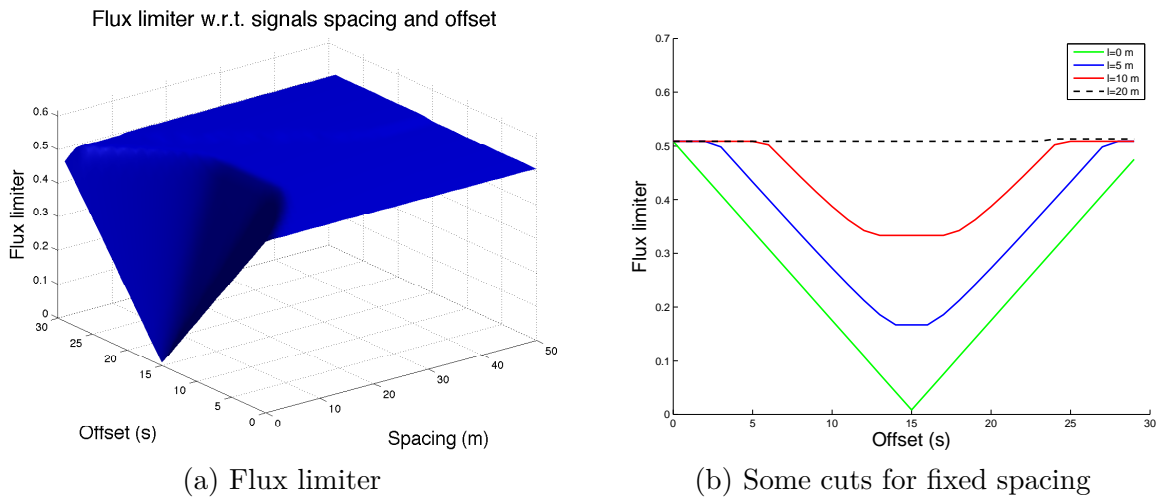 Flux limiter w.r.t. signals spacing and offset
0.6
0.5
0.4
0.3
0.2
0.1
0
Flux limiter
30
25
20
15
10
5
0
Offset (s)
0
10
20
30
40
50
Spacing (m)
(a) Flux limiter
0.7
0.6
0.5
0.4
0.3
0.2
0.1
0
Flux limiter
l=0 m
l=5 m
l=10 m
l=20 m
0
5
10
15
20
25
30
Offset (s)
(b) Some cuts for fixed spacing